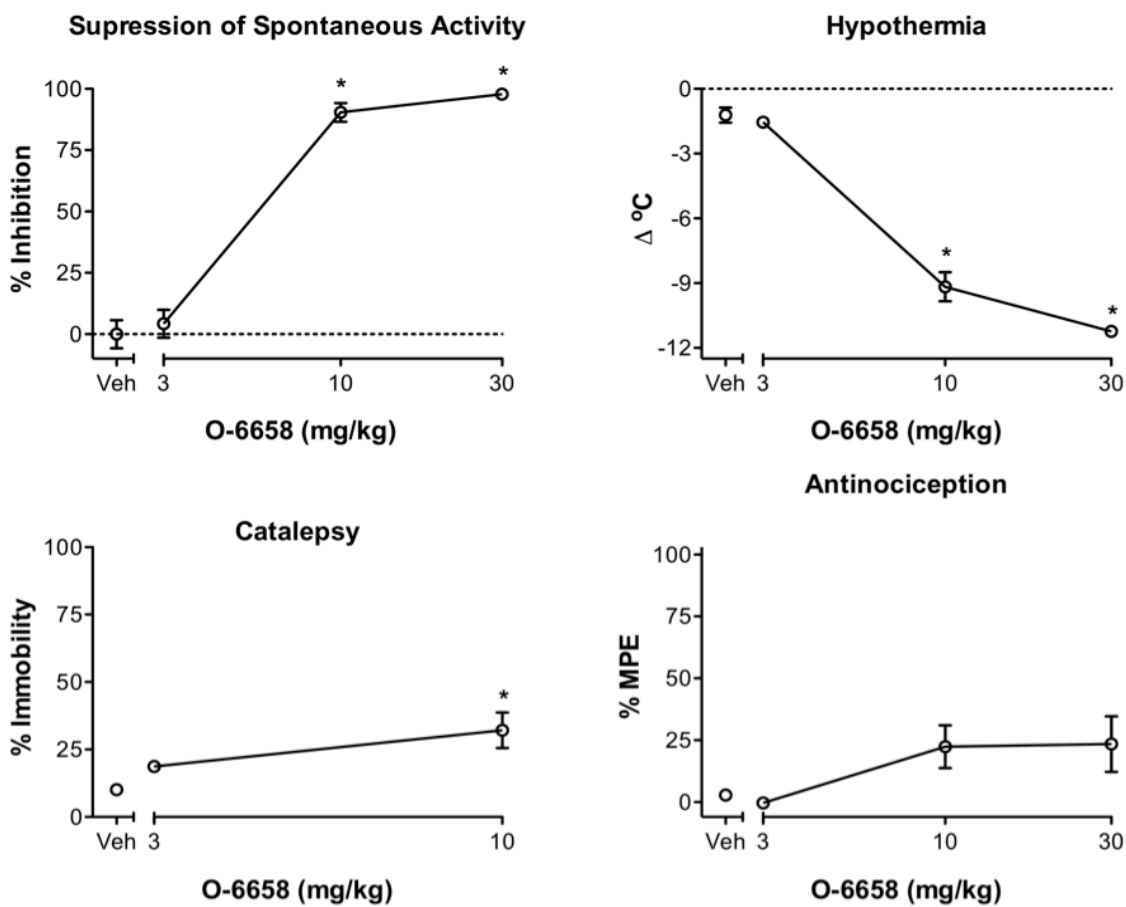 Supression of Spontaneous Activity
% Inhibition
100
75
50
25
0
*
*
Veh 3 10 30
O-6658 (mg/kg)
Hypothermia
Δ ºC
0
-3
-6
-9
-12
*
*
Veh 3 10 30
O-6658 (mg/kg)
Catalepsy
% Immobility
100
75
50
25
0
*
Veh 3 10
O-6658 (mg/kg)
Antinociception
% MPE
100
75
50
25
0
Veh 3 10 30
O-6658 (mg/kg)